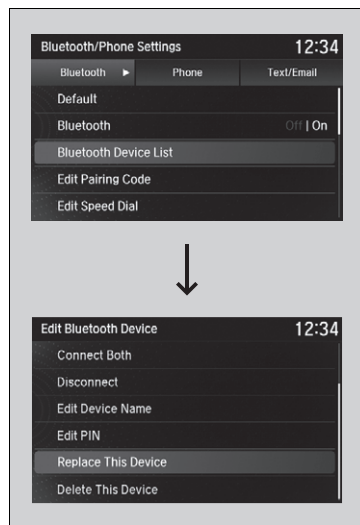 Bluetooth/Phone Settings 12:34
Bluetooth ► Phone Text/Email
Default
Bluetooth Off | On
Bluetooth Device List
Edit Pairing Code
Edit Speed Dial
Edit Bluetooth Device 12:34
Connect Both
Disconnect
Edit Device Name
Edit PIN
Replace This Device
Delete This Device